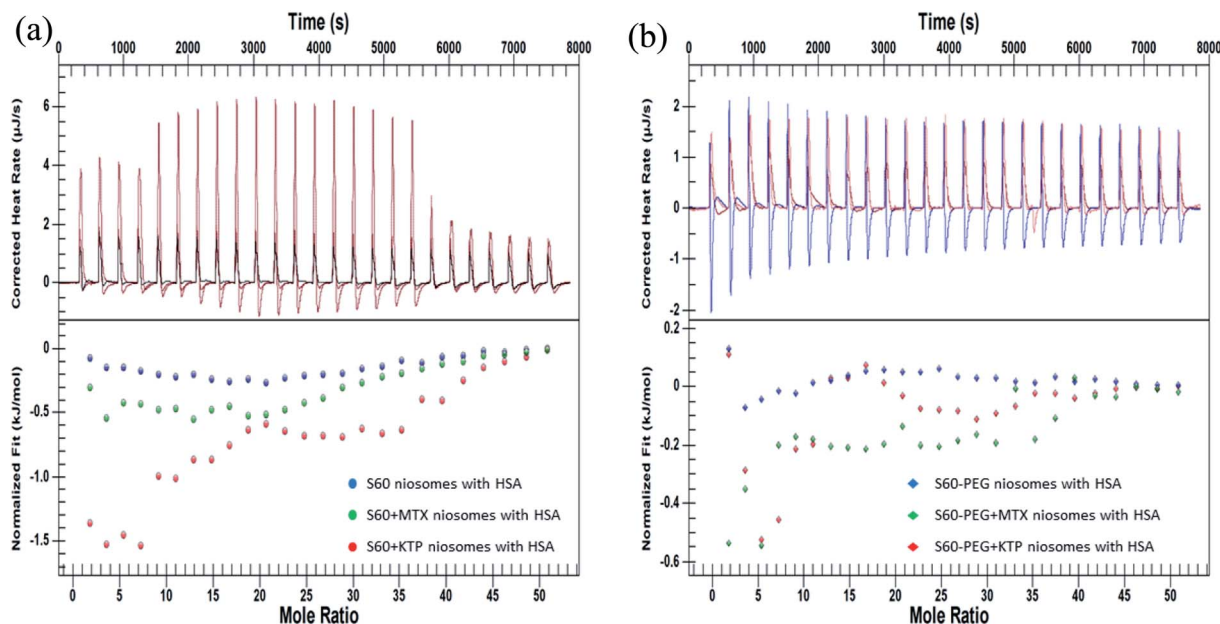 (a)
Time (s)
0 1000 2000 3000 4000 5000 6000 7000 8000
Corrected Heat Rate (µJ/s)
6
4
2
0
Normalized Fit (kJ/mol)
0
-0.5
-1.0
-1.5
S60 niosomes with HSA
S60+MTX niosomes with HSA
S60+KTP niosomes with HSA
0 5 10 15 20 25 30 35 40 45 50
Mole Ratio
(b)
Time (s)
0 1000 2000 3000 4000 5000 6000 7000 8000
Corrected Heat Rate (µJ/s)
2
1
0
-1
-2
Normalized Fit (kJ/mol)
0.2
0
-0.2
-0.4
-0.6
S60-PEG niosomes with HSA
S60-PEG+MTX niosomes with HSA
S60-PEG+KTP niosomes with HSA
0 5 10 15 20 25 30 35 40 45 50
Mole Ratio